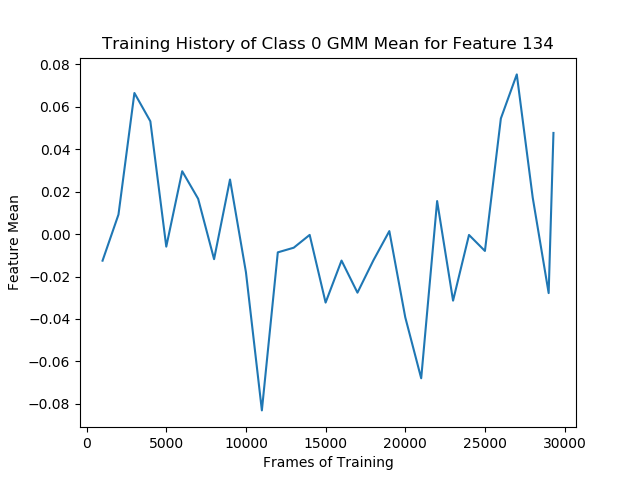 Training History of Class 0 GMM Mean for Feature 134
0.08
0.06
0.04
0.02
0.00
−0.02
−0.04
−0.06
−0.08
Feature Mean
0 5000 10000 15000 20000 25000 30000
Frames of Training